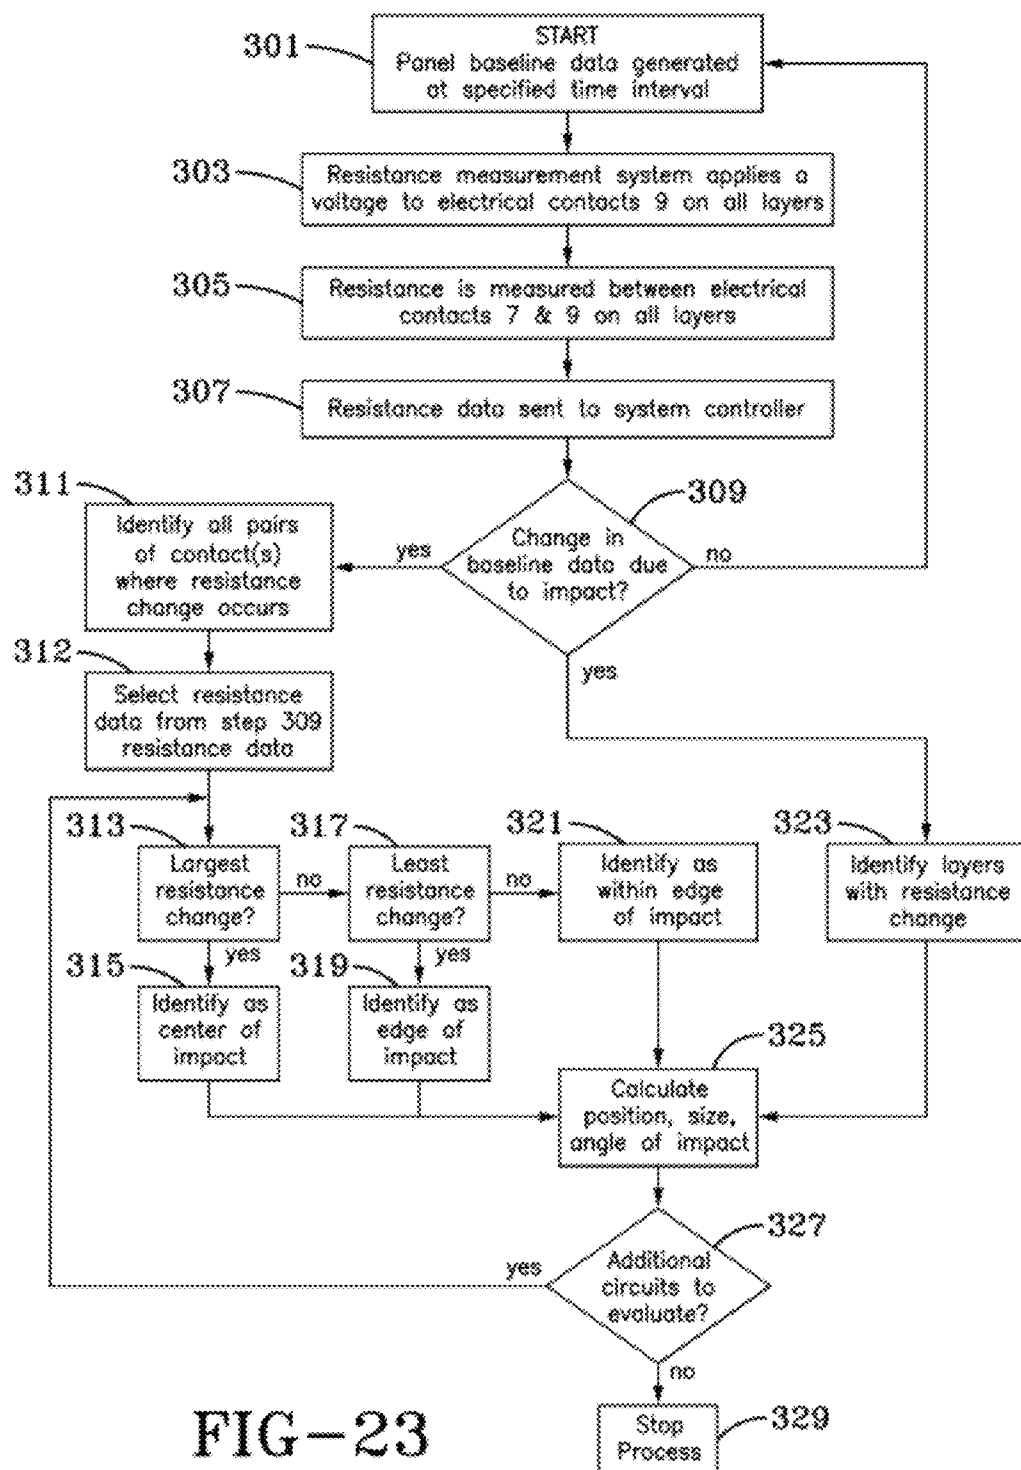 301
START
Panel baseline data generated
at specified time interval
303
Resistance measurement system applies a
voltage to electrical contacts 9 on all layers
305
Resistance is measured between electrical
contacts 7 & 9 on all layers
307
Resistance data sent to system controller
309
Change in
baseline data due
to impact?
yes
no
yes
311
Identify all pairs
of contact(s)
where resistance
change occurs
312
Select resistance
data from step 309
resistance data
313
Largest
resistance
change?
no
yes
317
Least
resistance
change?
no
yes
321
Identify as
within edge
of impact
323
Identify layers
with resistance
change
315
Identify as
center of
impact
319
Identify as
edge of
impact
325
Calculate
position, size,
angle of impact
327
Additional
circuits to
evaluate?
yes
no
329
Stop
Process
FIG-23